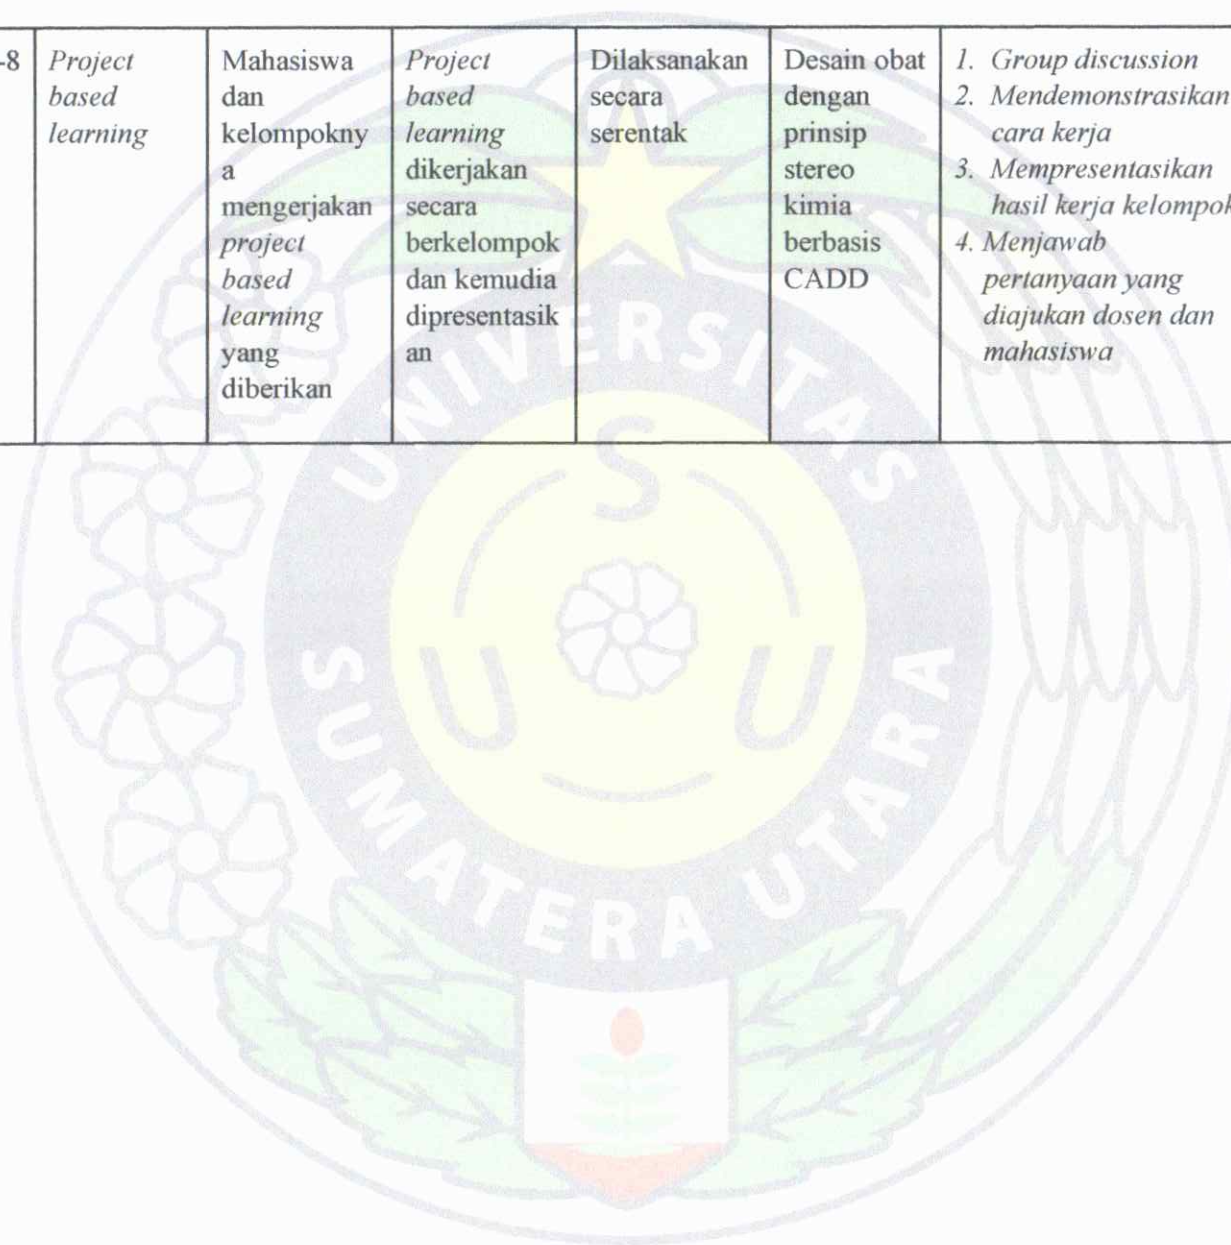 -8
Project
based
learning
Mahasiswa
dan
kelompokny
a
mengerjakan
project
based
learning
yang
diberikan
Project
based
learning
dikerjakan
secara
berkelompok
dan kemudia
dipresentasik
an
Dilaksanakan
secara
serentak
Desain obat
dengan
prinsip
stereo
kimia
berbasis
CADD
1. Group discussion
2. Mendemonstrasikan
cara kerja
3. Mempresentasikan
hasil kerja kelompok
4. Menjawab
pertanyaan yang
diajukan dosen dan
mahasiswa
UNIVERSITAS
S
U U
SUMATERA UTARA